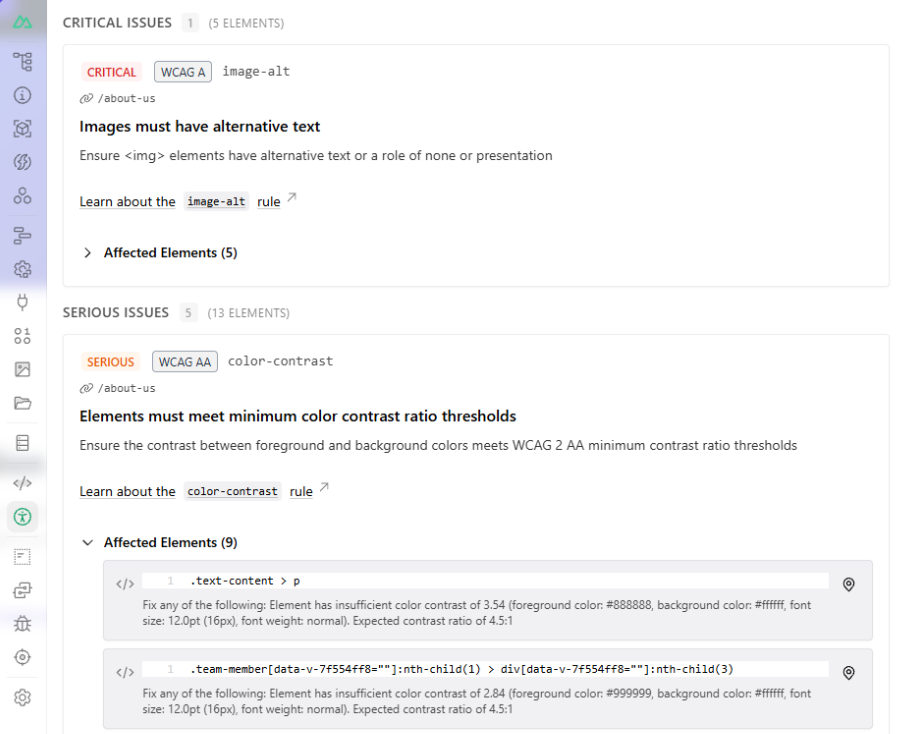 CRITICAL ISSUES 1 (5 ELEMENTS)
CRITICAL WCAG A image-alt
/about-us
Images must have alternative text
Ensure <img> elements have alternative text or a role of none or presentation
Learn about the image-alt rule
Affected Elements (5)
SERIOUS ISSUES 5 (13 ELEMENTS)
SERIOUS WCAG AA color-contrast
/about-us
Elements must meet minimum color contrast ratio thresholds
Ensure the contrast between foreground and background colors meets WCAG 2 AA minimum contrast ratio thresholds
Learn about the color-contrast rule
Affected Elements (9)
1 .text-content > p
Fix any of the following: Element has insufficient color contrast of 3.54 (foreground color: #888888, background color: #ffffff, font
size: 12.0pt (16px), font weight: normal). Expected contrast ratio of 4.5:1
1 .team-member[data-v-7f554ff8=""]:nth-child(1) > div[data-v-7f554ff8=""]:nth-child(3)
Fix any of the following: Element has insufficient color contrast of 2.84 (foreground color: #999999, background color: #ffffff, font
size: 12.0pt (16px), font weight: normal). Expected contrast ratio of 4.5:1